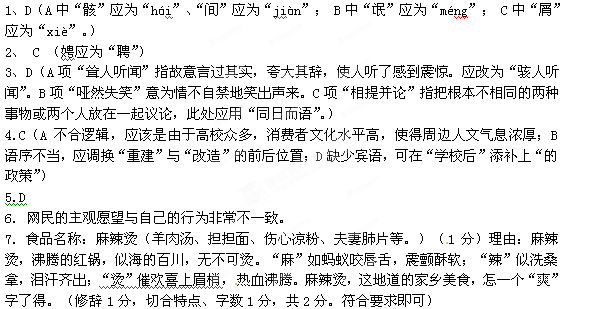 1、D（A 中“骸”应为“hái”、“间”应为“jiàn”； B 中“氓”应为“méng”； C 中“屑”
应为“xiè”。）
2、 C （娉应为“聘”）
3、D（A 项“耸人听闻”指故意言过其实，夸大其辞，使人听了感到震惊。应改为“骇人听
闻”。B 项“哑然失笑”意为情不自禁地笑出声来。C 项“相提并论”指把根本不相同的两种
事物或两个人放在一起议论，此处应用“同日而语”。）
4.C（A 不合逻辑，应该是由于高校众多，消费者文化水平高，使得周边人文气息浓厚；B
语序不当，应调换“重建”与“改造”的前后位置；D 缺少宾语，可在“学校后”添补上“的
政策”）
5.D
6. 网民的主观愿望与自己的行为非常不一致。
7. 食品名称：麻辣烫（羊肉汤、担担面、伤心凉粉、夫妻肺片等。）（1 分）理由：麻辣
烫，沸腾的红锅，似海的百川，无不可烫。“麻”如蚂蚁咬唇舌，震颤酥软；“辣”似洗桑
拿，泪汗齐出；“烫”催欢喜上眉梢，热血沸腾。麻辣烫，这地道的家乡美食，怎一个“爽”
字了得。（修辞 1 分，切合特点、字数 1 分，共 2 分。符合要求即可）